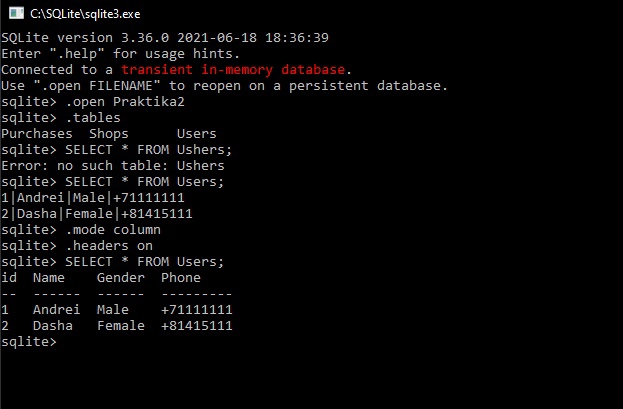 C:\SQLite\sqlite3.exe
SQLite version 3.36.0 2021-06-18 18:36:39
Enter ".help" for usage hints.
Connected to a transient in-memory database.
Use ".open FILENAME" to reopen on a persistent database.
sqlite> .open Praktika2
sqlite> .tables
Purchases  Shops      Users
sqlite> SELECT * FROM Ushers;
Error: no such table: Ushers
sqlite> SELECT * FROM Users;
1|Andrei|Male|+71111111
2|Dasha|Female|+81415111
sqlite> .mode column
sqlite> .headers on
sqlite> SELECT * FROM Users;
id  Name    Gender  Phone
--  ------  ------  ---------
1   Andrei  Male    +71111111
2   Dasha   Female  +81415111
sqlite>